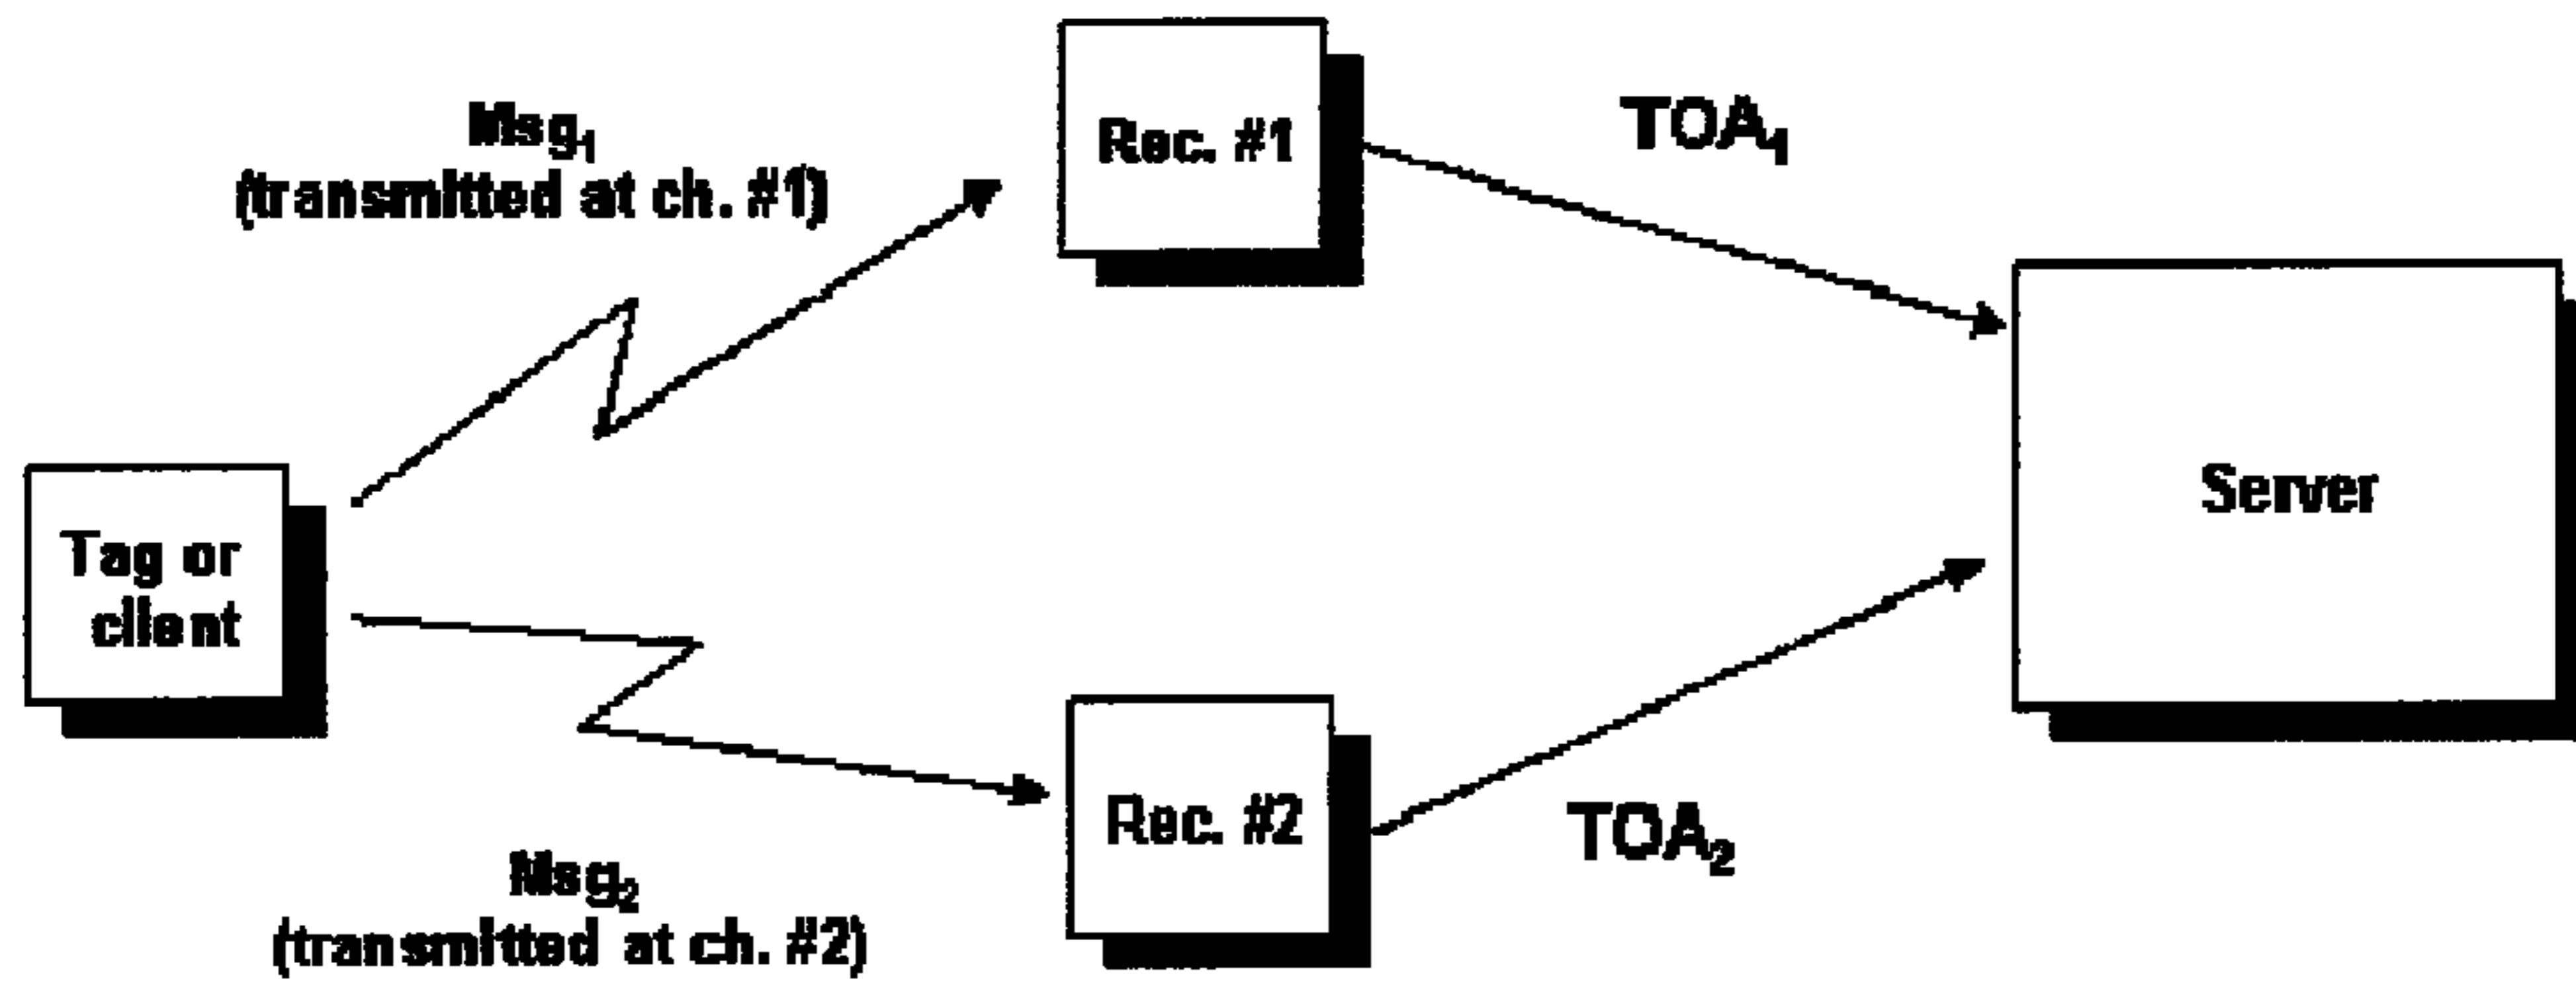 Msg1
(transmitted at ch. #1)
Rec. #1
TOA1
Server
Tag or
client
Rec. #2
TOA2
Msg2
(transmitted at ch. #2)